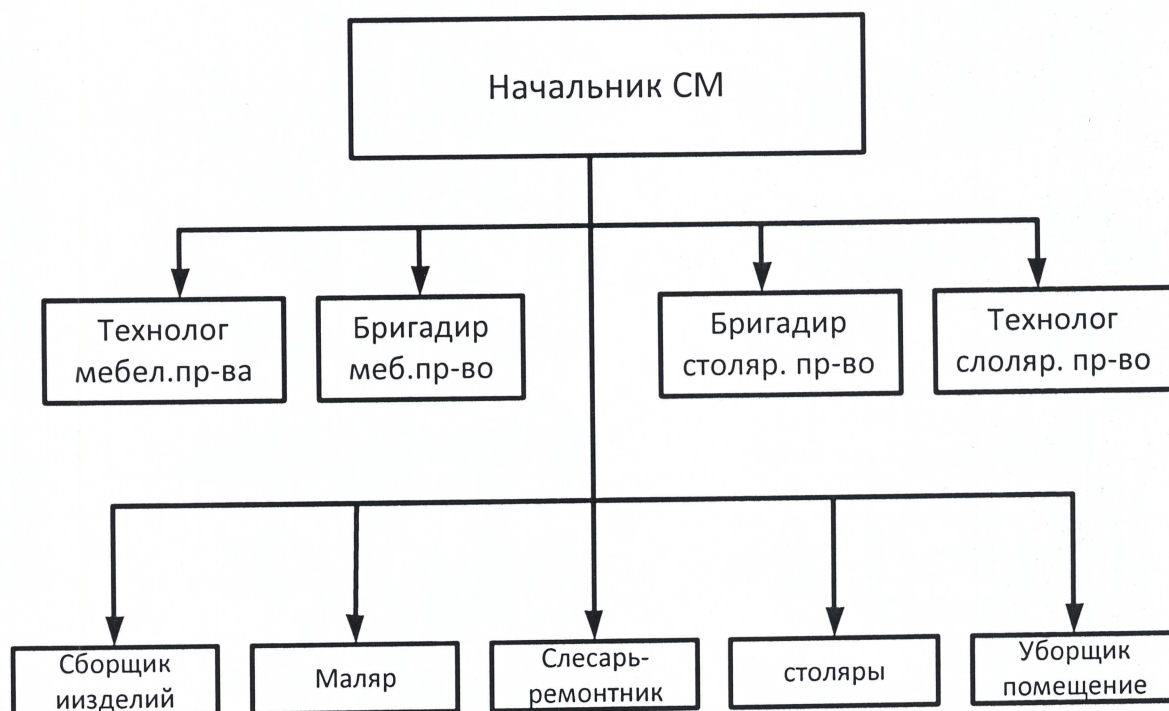 Начальник СМ
Технолог
мебел.пр-ва
Бригадир
меб.пр-во
Бригадир
столяр. пр-во
Технолог
слоляр. пр-во
Сборщик
иизделий
Маляр
Слесарь-
ремонтник
столяры
Уборщик
помещение